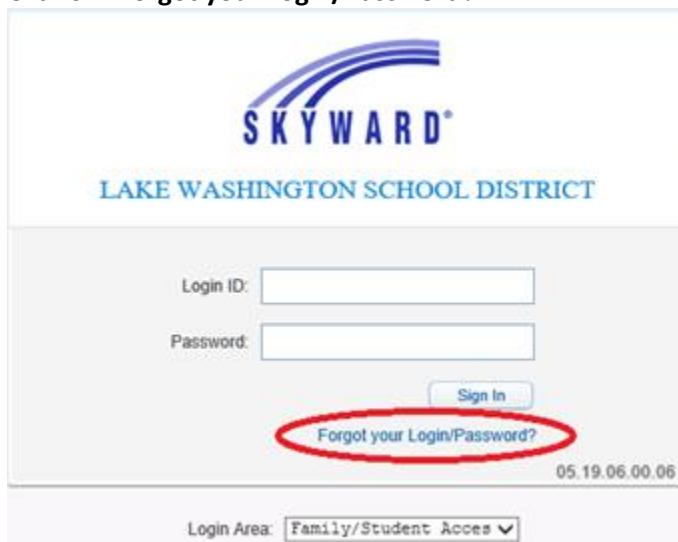 SKYWARD®
LAKE WASHINGTON SCHOOL DISTRICT
Login ID:
Password:
Sign In
Forgot your Login/Password?
05.19.06.00.06
Login Area: Family/Student Acces